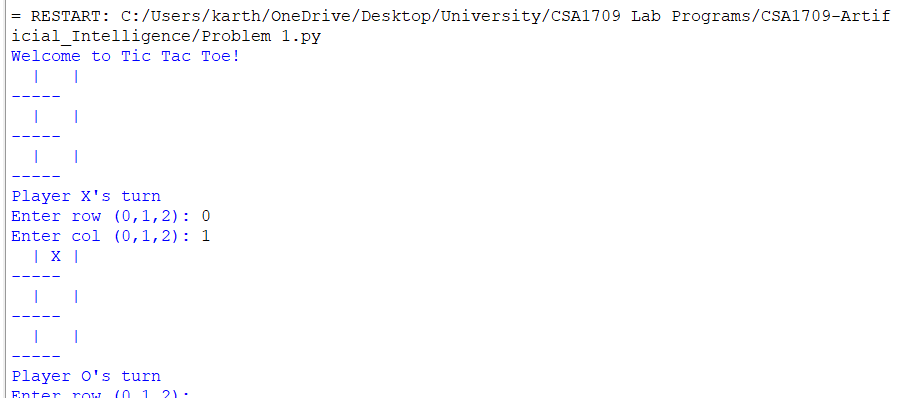 = RESTART: C:/Users/karth/OneDrive/Desktop/University/CSA1709 Lab Programs/CSA1709-Artif
icial_Intelligence/Problem 1.py
Welcome to Tic Tac Toe!
  |   |  
-----
  |   |  
-----
  |   |  
-----
Player X's turn
Enter row (0,1,2): 0
Enter col (0,1,2): 1
  | X |  
-----
  |   |  
-----
  |   |  
-----
Player O's turn
Enter row (0,1,2):